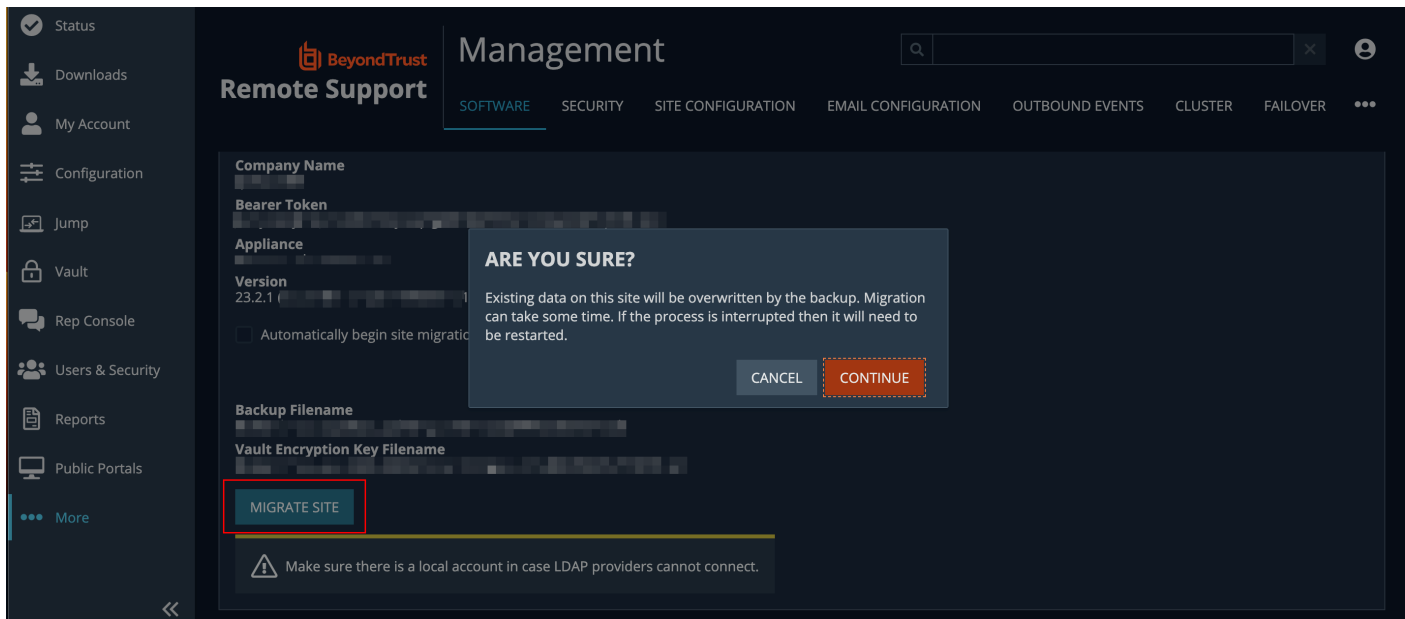 Status
Downloads
My Account
Configuration
Jump
Vault
Rep Console
Users & Security
Reports
Public Portals
More
BeyondTrust
Remote Support
Management
SOFTWARE
SECURITY
SITE CONFIGURATION
EMAIL CONFIGURATION
OUTBOUND EVENTS
CLUSTER
FAILOVER
Company Name
Bearer Token
Appliance
Version
23.2.1 (
Automatically begin site
ARE YOU SURE?
Existing data on this site will be overwritten by the backup. Migration
can take some time. If the process is interrupted then it will need to
be restarted.
CANCEL
CONTINUE
Backup Filename
Vault Encryption Key Filename
MIGRATE SITE
Make sure there is a local account in case LDAP providers cannot connect.